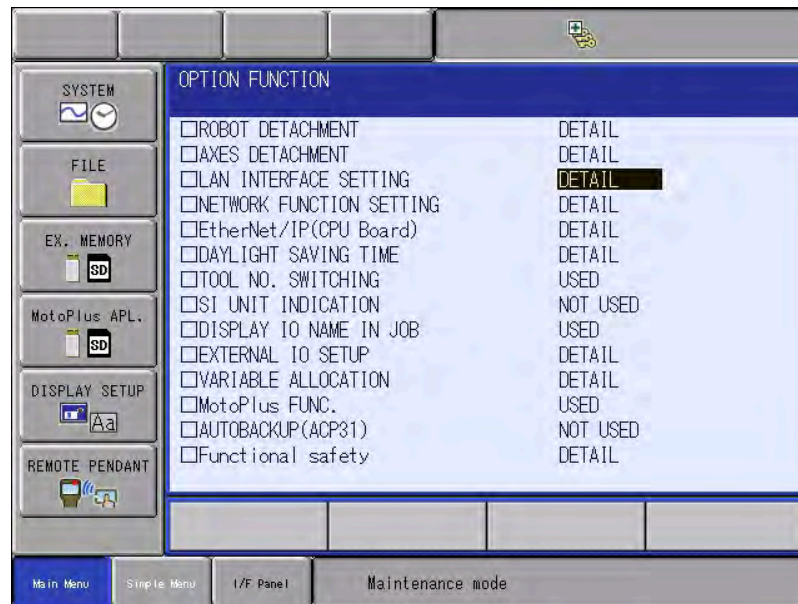 SYSTEM
FILE
EX. MEMORY
SD
MotoPlus APL.
SD
DISPLAY SETUP
Aa
REMOTE PENDANT
OPTION FUNCTION
□ROBOT DETACHMENT DETAIL
□AXES DETACHMENT DETAIL
□LAN INTERFACE SETTING DETAIL
□NETWORK FUNCTION SETTING DETAIL
□EtherNet/IP(CPU Board) DETAIL
□DAYLIGHT SAVING TIME DETAIL
□TOOL NO. SWITCHING USED
□SI UNIT INDICATION NOT USED
□DISPLAY IO NAME IN JOB USED
□EXTERNAL IO SETUP DETAIL
□VARIABLE ALLOCATION DETAIL
□MotoPlus FUNC. USED
□AUTOBACKUP(ACP31) NOT USED
□Functional safety DETAIL
Main Menu Simple Menu I/F Panel Maintenance mode